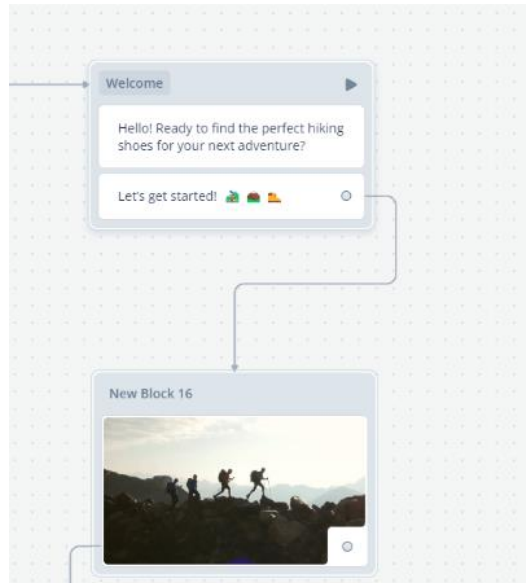 Welcome
Hello! Ready to find the perfect hiking
shoes for your next adventure?
Let's get started! 🏞️ 🌰 🥾
New Block 16